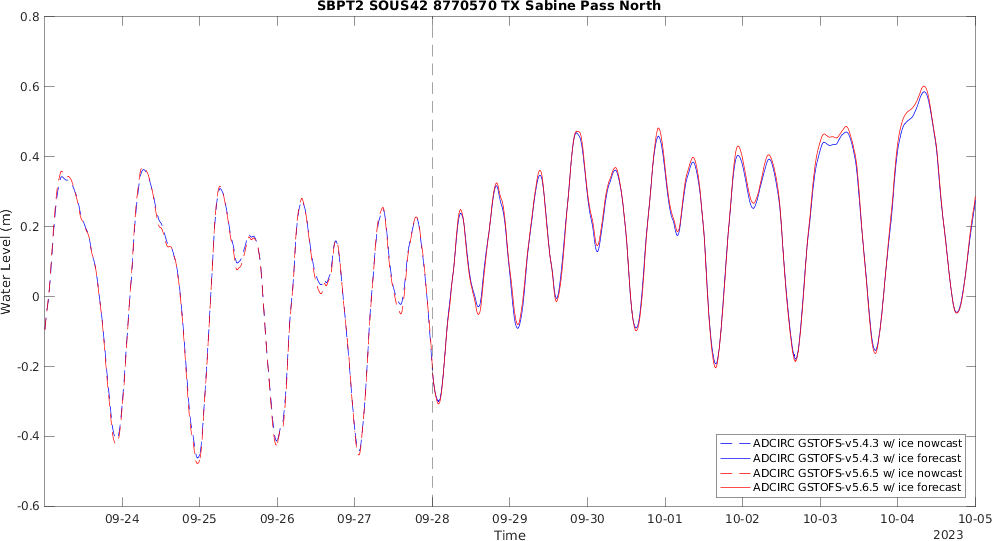 SBPT2 SOUS42 8770570 TX Sabine Pass North
0.8
0.6
0.4
0.2
0
-0.2
-0.4
-0.6
Water Level (m)
09-24 09-25 09-26 09-27 09-28 09-29 09-30 10-01 10-02 10-03 10-04 10-05
Time
2023
ADCIRC GSTOFS-v5.4.3 w/ ice nowcast
ADCIRC GSTOFS-v5.4.3 w/ ice forecast
ADCIRC GSTOFS-v5.6.5 w/ ice nowcast
ADCIRC GSTOFS-v5.6.5 w/ ice forecast